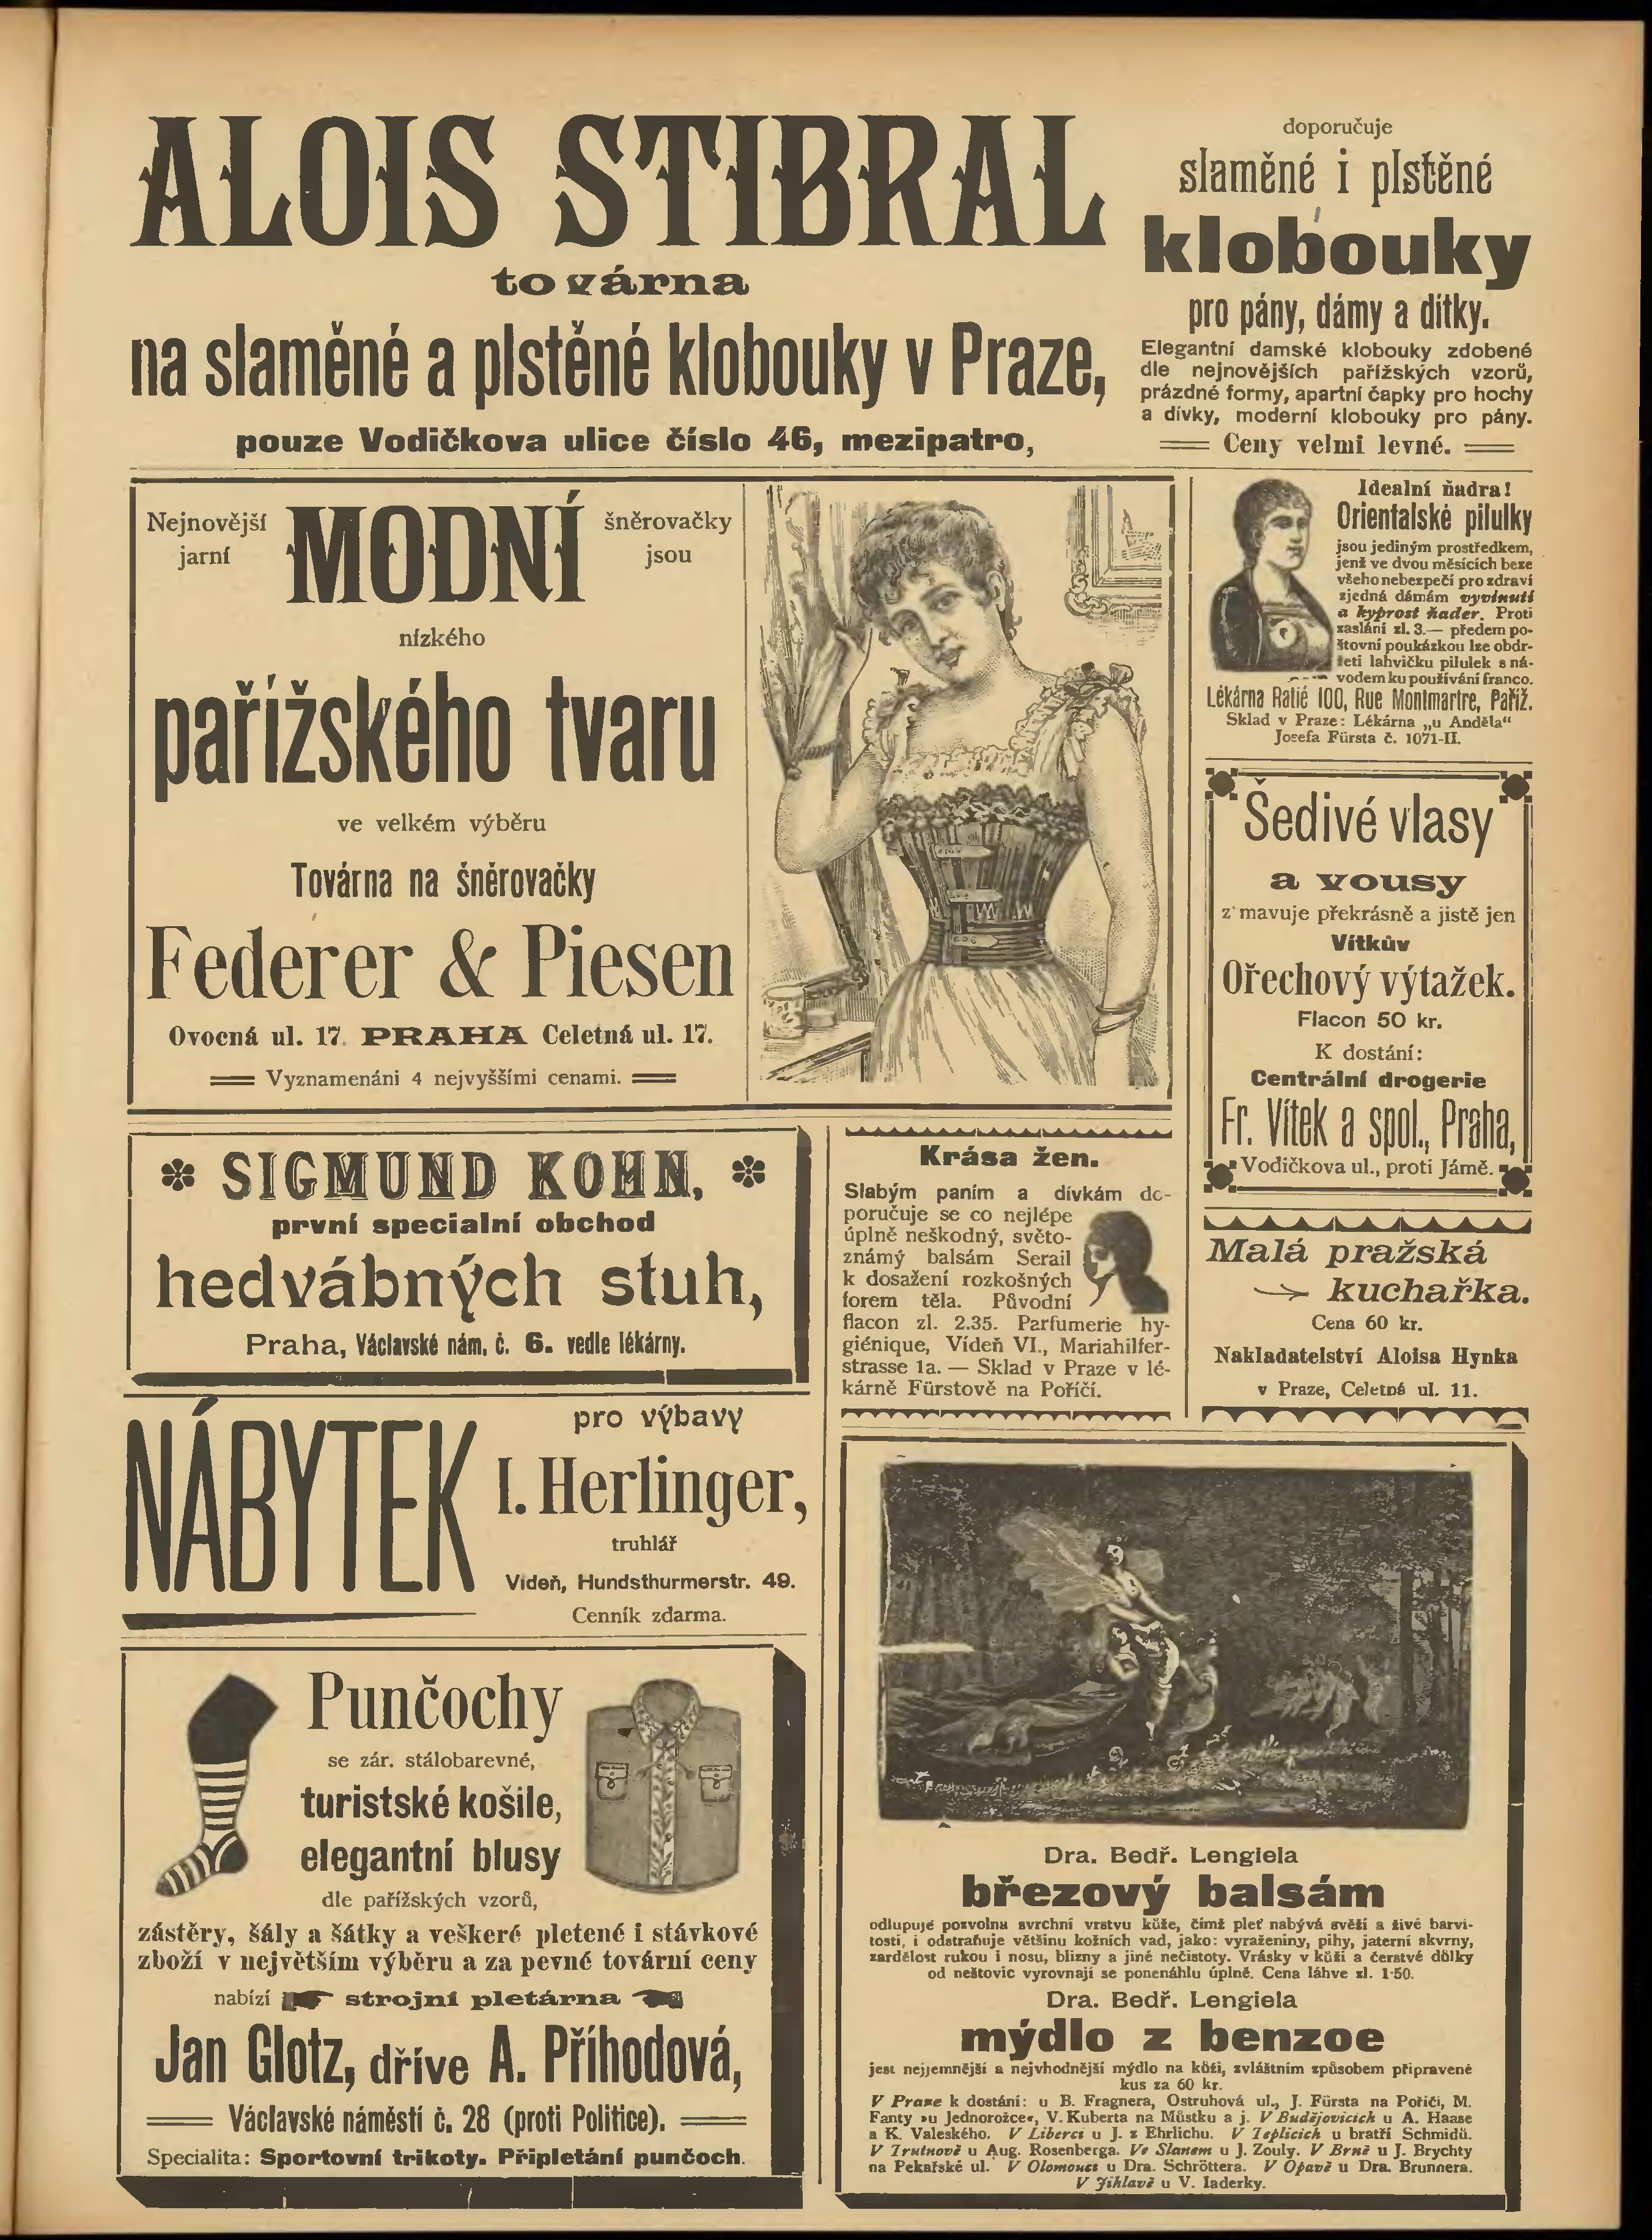 ALOIS STIBRAL
továrna
na slaměné a plstěné klobouky v Praze,
pouze Vodičkova ulice číslo 46, mezipatro,
doporučuje
slaměné i plstěné
klobouky
pro pány, dámy a dítky.
Elegantní damské klobouky zdobené
dle nejnovějších pařížských vzorů,
prázdné formy, apartní čapky pro hochy
a dívky, moderní klobouky pro pány.
Ceny velmi levné.
Nejnovější
jarní
MODNÍ
šněrovačky
jsou
nízkého
pařížského tvaru
ve velkém výběru
Továrna na šněrovačky
Federer & Piesen
Ovocná ul. 17. PRAHA Celetná ul. 17.
Vyznamenáni 4 nejvyššími cenami.
Idealní ňadra!
Orientalské pilulky
jsou jediným prostředkem,
jenž ve dvou měsících beze
všeho nebezpečí pro zdraví
zjedná dámám vyvinutí
a kyprost ňader. Proti
zaslání zl. 3.— předem po-
štovní poukázkou lze obdr-
žeti lahvičku pilulek s ná-
vodem ku používání franco.
Lékárna Ratié 100, Rue Montmartre, Paříž.
Sklad v Praze: Lékárna „u Anděla“
Josefa Fürsta č. 1071-II.
Šedivé vlasy
a vousy
z'mavuje překrásně a jistě jen
Vítkův
Ořechový výtažek.
Flacon 50 kr.
K dostání:
Centrální drogerie
Fr. Vítek a spol., Praha,
Vodičkova ul., proti Jámě.
SIGMUND KOHN,
první specialní obchod
hedvábných stuh,
Praha, Václavské nám. č. 6. vedle lékárny.
Krása žen.
Slabým paním a dívkám do-
poručuje se co nejlépe
úplně neškodný, světo-
známý balsám Serail
k dosažení rozkošných
forem těla. Původní
flacon zl. 2.35. Parfumerie hy-
giénique, Vídeň VI., Mariahilfer-
strasse 1a. — Sklad v Praze v lé-
kárně Fürstově na Poříčí.
Malá pražská
kuchařka.
Cena 60 kr.
Nakladatelství Aloisa Hynka
v Praze, Celetná ul. 11.
NÁBYTEK
pro výbavy
I. Herlinger,
truhlář
Vídeň, Hundsthurmerstr. 49.
Cenník zdarma.
Punčochy
se zár. stálobarevné,
turistské košile,
elegantní blusy
dle pařížských vzorů,
zástěry, šály a šátky a veškeré pletené i stávkové
zboží v největším výběru a za pevné tovární ceny
nabízí strojní pletárna
Jan Glotz, dříve A. Příhodová,
Václavské náměstí č. 28 (proti Politice).
Specialita: Sportovní trikoty. Připletání punčoch.
Dra. Bedř. Lengiela
březový balsám
odlupuje pozvolna svrchní vrstvu kůže, čímž pleť nabývá svěží a živé barvi-
tosti, i odstraňuje většinu kožních vad, jako: vyraženiny, pihy, jaterní skvrny,
zardělost rukou i nosu, blizny a jiné nečistoty. Vrásky v kůži a čerstvé důlky
od neštovic vyrovnají se ponenáhlu úplně. Cena láhve zl. 1·50.
Dra. Bedř. Lengiela
mýdlo z benzoe
jest nejjemnější a nejvhodnější mýdlo na kůži, zvláštním způsobem připravené
kus za 60 kr.
V Praze k dostání: u B. Fragnera, Ostruhová ul., J. Fürsta na Poříčí, M.
Fanty »u Jednorožce«, V. Kuberta na Můstku a j. V Budějovicích u A. Haase
a K. Valeského. V Liberci u J. z Ehrlichu. V Teplicích u bratří Schmidů.
V Trutnově u Aug. Rosenberga. Ve Slaném u J. Zouly. V Brně u J. Brychty
na Pekařské ul. V Olomouci u Dra. Schröttera. V Opavě u Dra. Brunnera.
V Jihlavě u V. Iaderky.